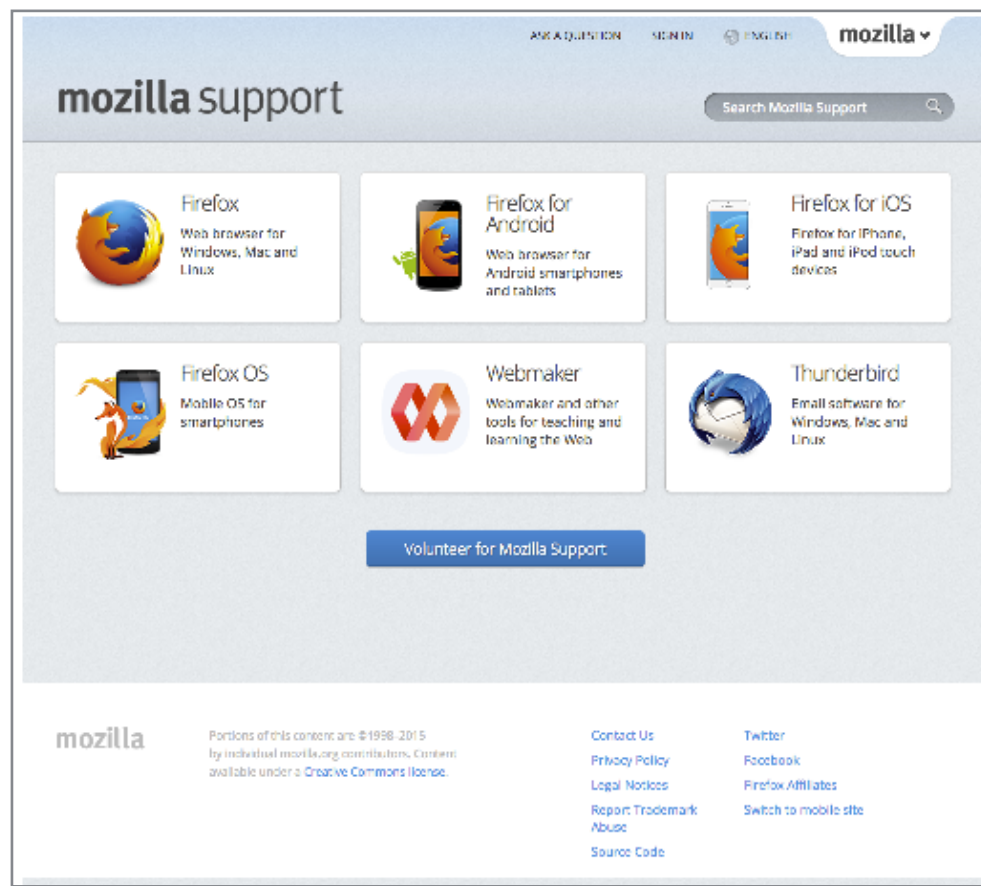 ASK A QUESTION SIGN IN ENGLISH mozilla
mozilla support
Search Mozilla Support
Firefox
Web browser for
Windows, Mac and
Linux
Firefox for
Android
Web browser for
Android smartphones
and tablets
Firefox for iOS
Firefox for iPhone,
iPad and iPod touch
devices
Firefox OS
Mobile OS for
smartphones
Webmaker
Webmaker and other
tools for teaching and
learning the Web
Thunderbird
Email software for
Windows, Mac and
Linux
Volunteer for Mozilla Support
mozilla
Portions of this content are ©1998-2015
by individual mozilla.org contributors. Content
available under a Creative Commons license.
Contact Us
Privacy Policy
Legal Notices
Report Trademark
Abuse
Source Code
Twitter
Facebook
Firefox Affiliates
Switch to mobile site